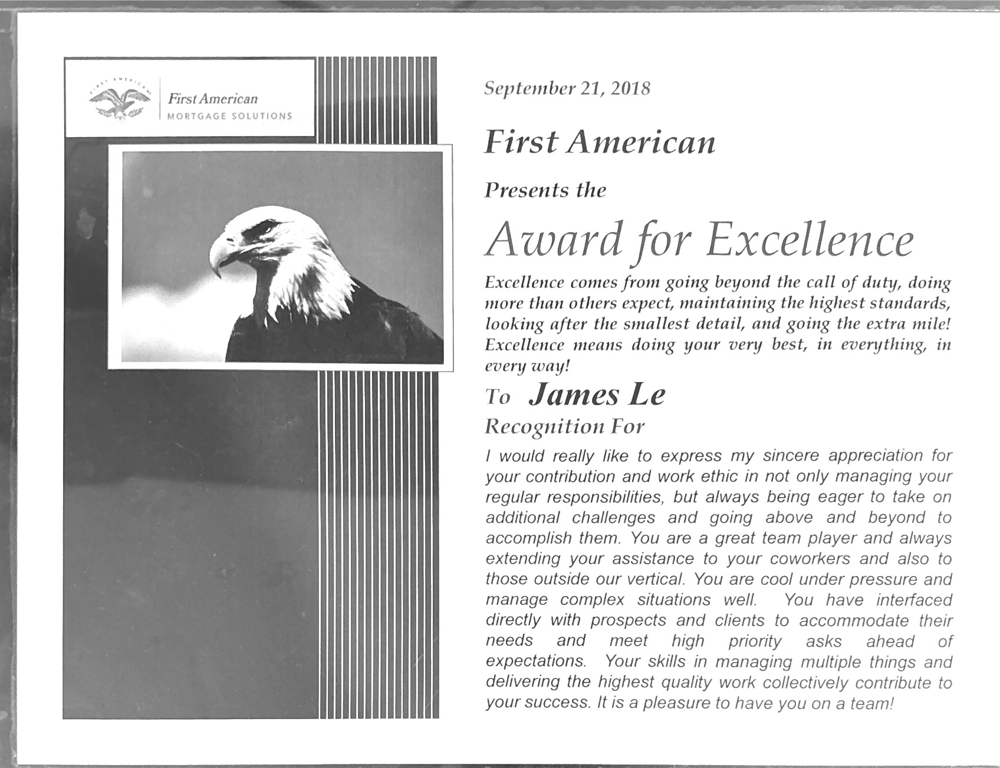 FIRST AMERICAN
First American
MORTGAGE SOLUTIONS
September 21, 2018
First American
Presents the
Award for Excellence
Excellence comes from going beyond the call of duty, doing
more than others expect, maintaining the highest standards,
looking after the smallest detail, and going the extra mile!
Excellence means doing your very best, in everything, in
every way!
To James Le
Recognition For
I would really like to express my sincere appreciation for
your contribution and work ethic in not only managing your
regular responsibilities, but always being eager to take on
additional challenges and going above and beyond to
accomplish them. You are a great team player and always
extending your assistance to your coworkers and also to
those outside our vertical. You are cool under pressure and
manage complex situations well. You have interfaced
directly with prospects and clients to accommodate their
needs and meet high priority asks ahead of
expectations. Your skills in managing multiple things and
delivering the highest quality work collectively contribute to
your success. It is a pleasure to have you on a team!